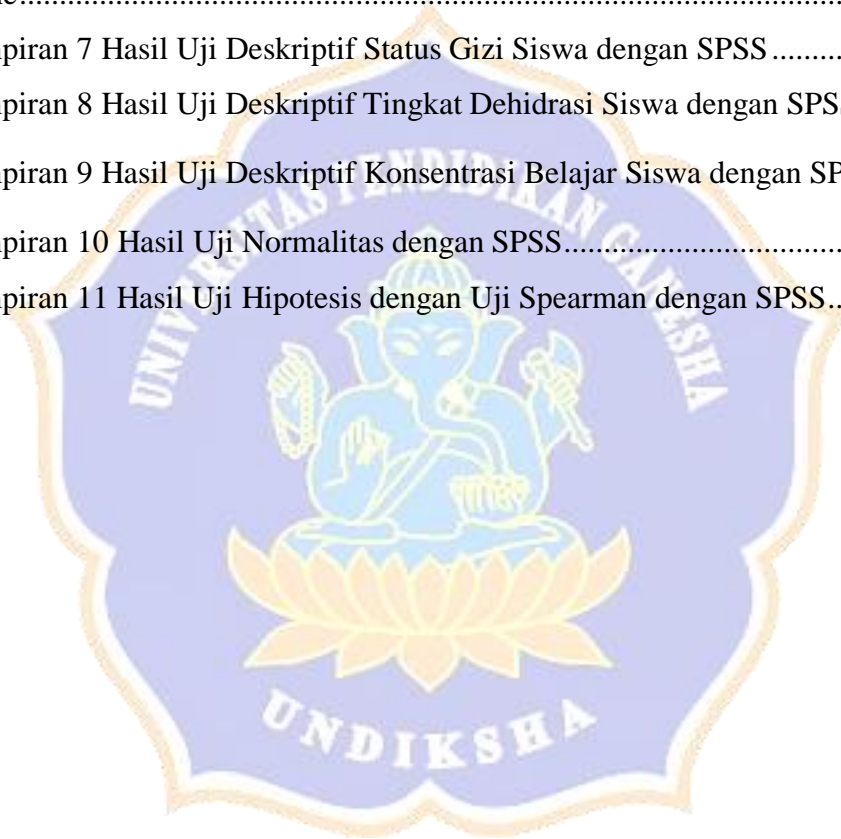 ...........................................................................................
piran 7 Hasil Uji Deskriptif Status Gizi Siswa dengan SPSS.........
piran 8 Hasil Uji Deskriptif Tingkat Dehidrasi Siswa dengan
piran 9 Hasil Uji Deskriptif Konsentrasi Belajar Siswa dengan
piran 10 Hasil Uji Normalitas dengan SPSS...............................
piran 11 Hasil Uji Hipotesis dengan Uji Spearman dengan SPSS..
UNIVERSITAS PENDIDIKAN GANESHA
UNDIKSHA